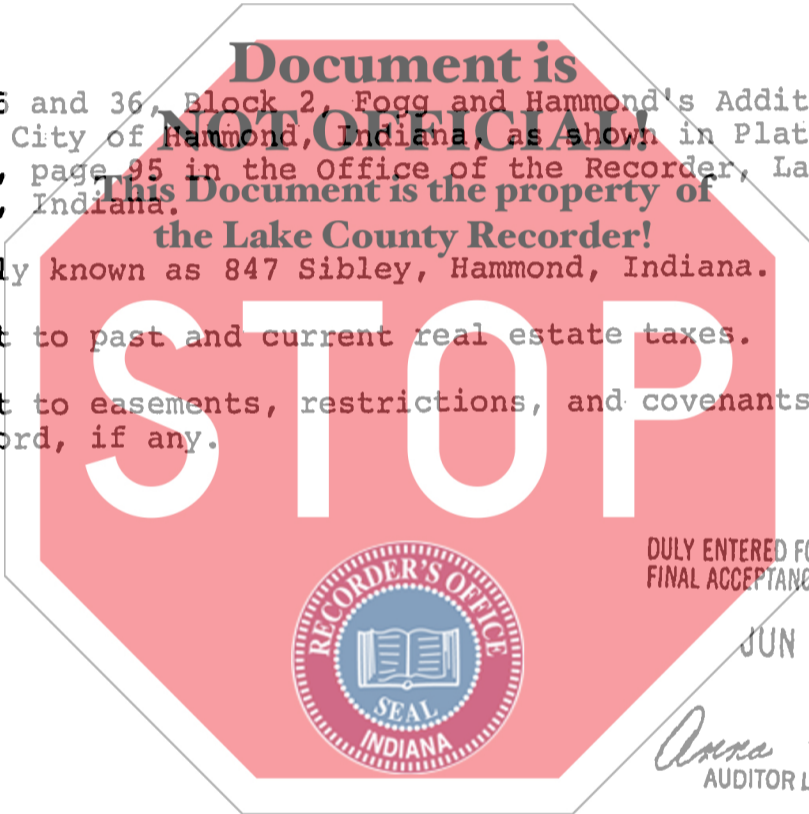 Document is
NOT OFFICIAL!
This Document is the property of
the Lake County Recorder!
and 36, Block 2, Fogg and Hammond's Addit
City of Hammond, Indiana, as shown in Plat
, page 95 in the Office of the Recorder, La
, Indiana.
ly known as 847 Sibley, Hammond, Indiana.
t to past and current real estate taxes.
t to easements, restrictions, and covenants
ord, if any.
STOP
DULY ENTERED FO
FINAL ACCEPTANC
JUN
RECORDER'S OFFICE
SEAL
INDIANA
Anna
AUDITOR L